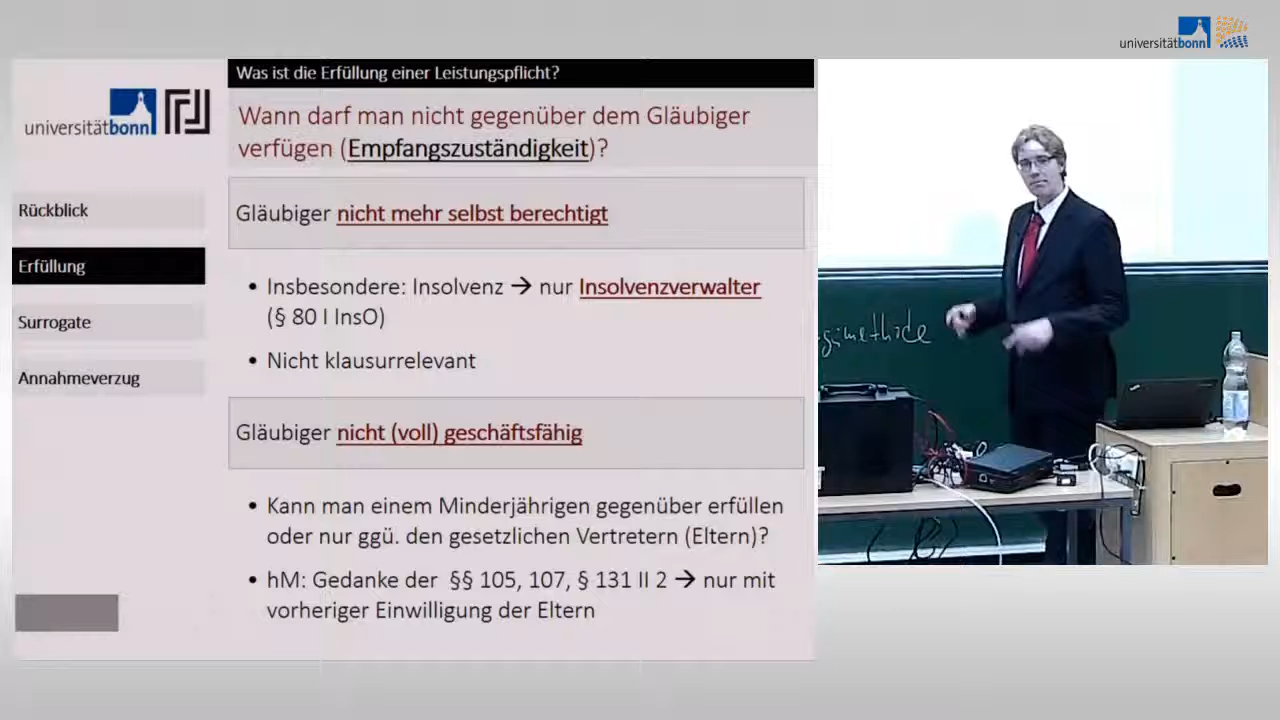 universitätbonn
Was ist die Erfüllung einer Leistungspflicht?
universitätbonn
Wann darf man nicht gegenüber dem Gläubiger
verfügen (Empfangszuständigkeit)?
Rückblick
Erfüllung
Surrogate
Annahmeverzug
Gläubiger nicht mehr selbst berechtigt
• Insbesondere: Insolvenz → nur Insolvenzverwalter
(§ 80 I InsO)
• Nicht klausurrelevant
Gläubiger nicht (voll) geschäftsfähig
• Kann man einem Minderjährigen gegenüber erfüllen
oder nur ggü. den gesetzlichen Vertretern (Eltern)?
• hM: Gedanke der §§ 105, 107, § 131 II 2 → nur mit
vorheriger Einwilligung der Eltern